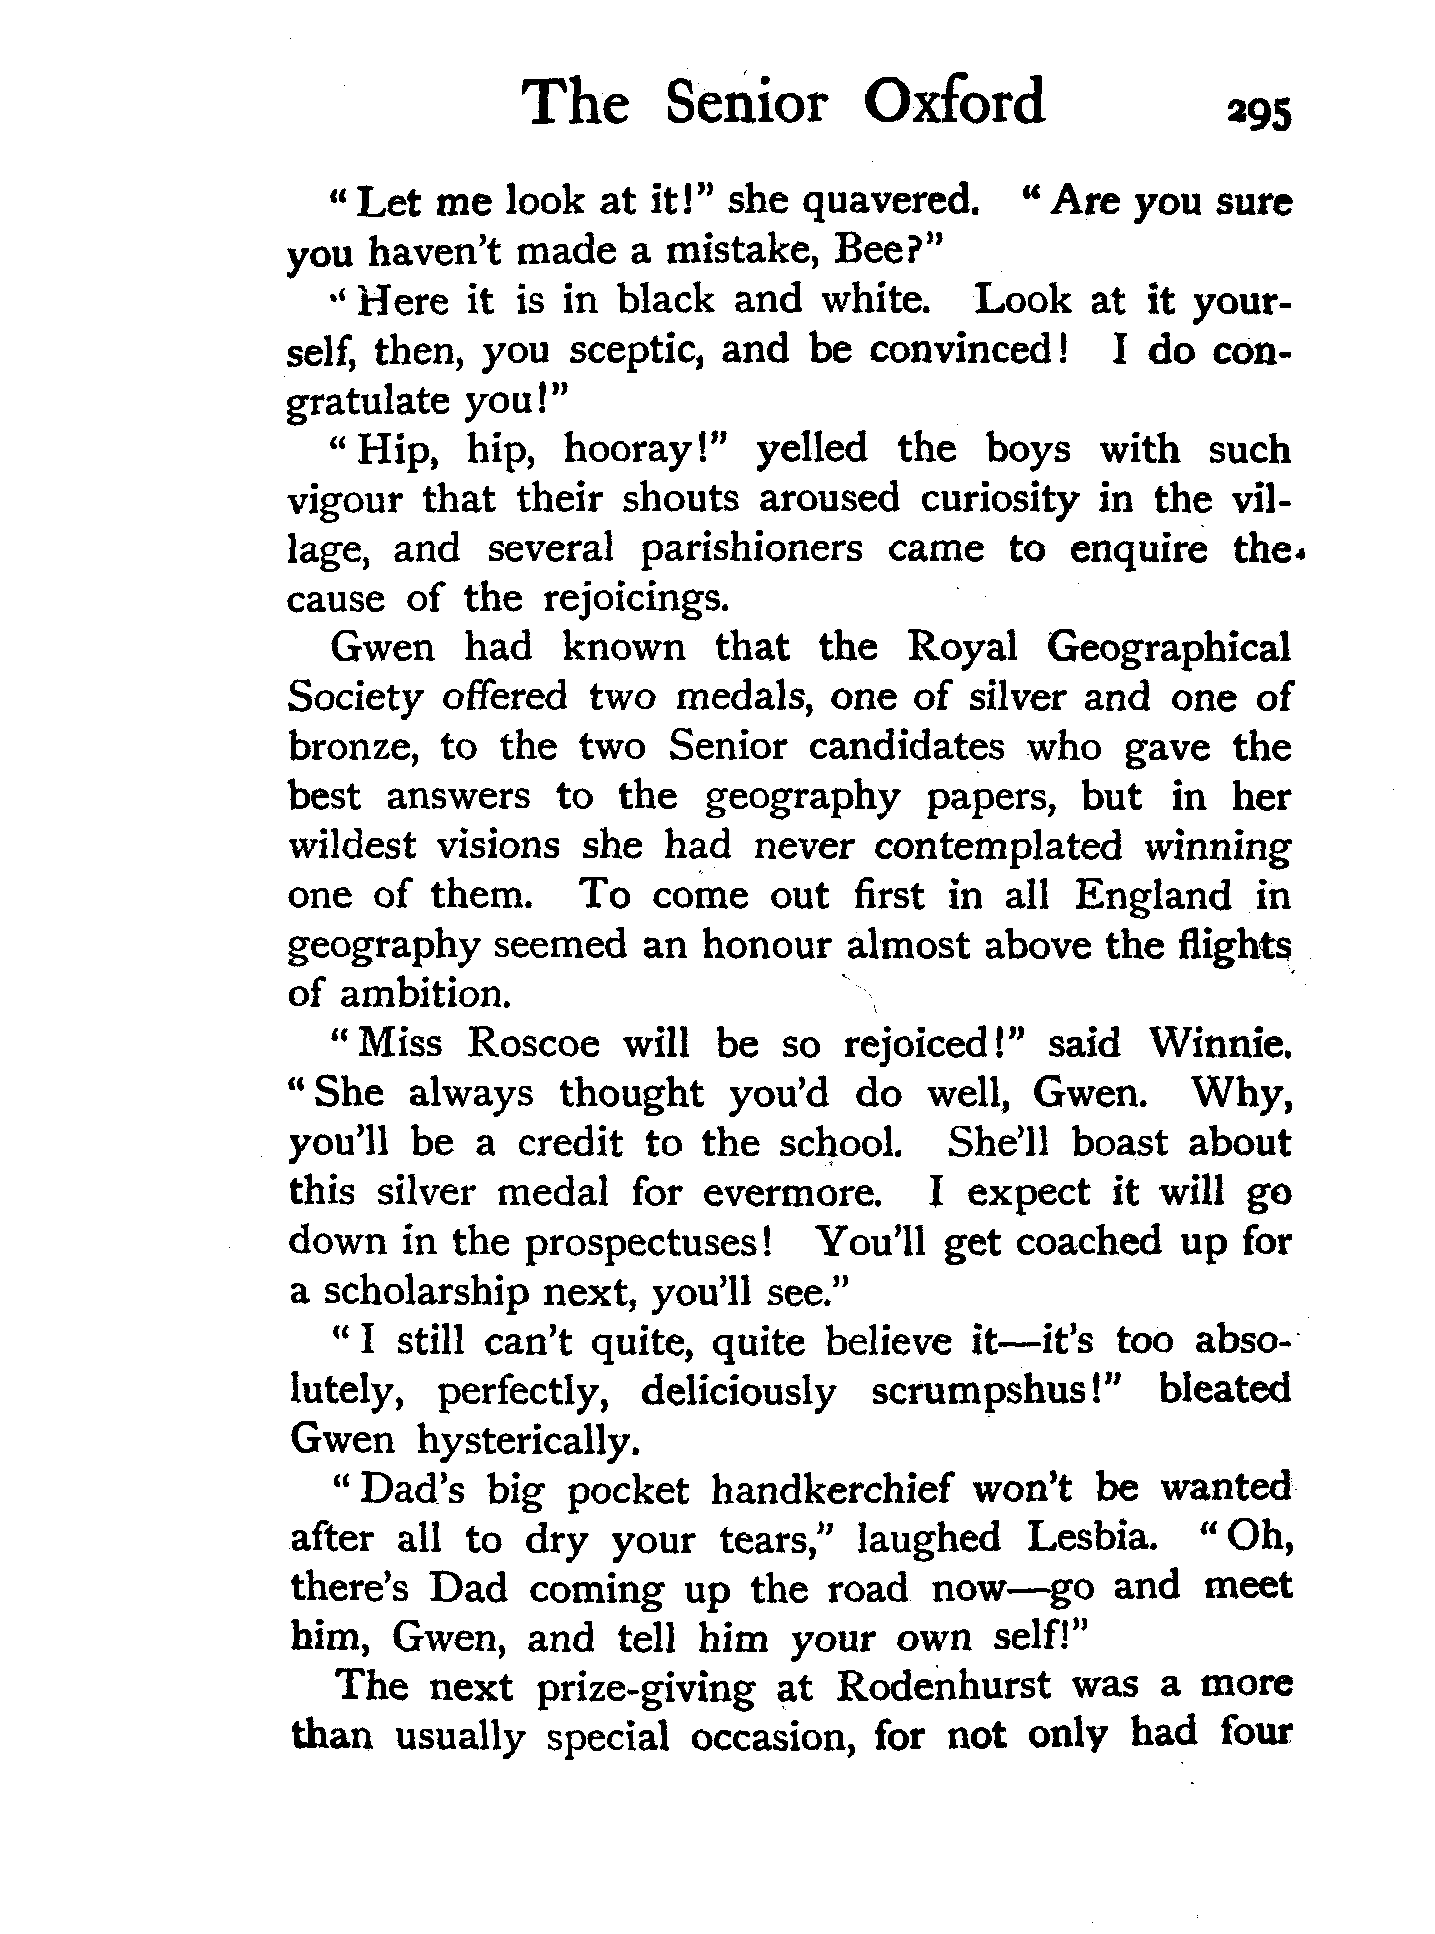 The Senior Oxford 295
"Let me look at it!" she quavered. "Are you sure
you haven't made a mistake, Bee?"
"Here it is in black and white. Look at it your-
self, then, you sceptic, and be convinced! I do con-
gratulate you!"
"Hip, hip, hooray!" yelled the boys with such
vigour that their shouts aroused curiosity in the vil-
lage, and several parishioners came to enquire the
cause of the rejoicings.
Gwen had known that the Royal Geographical
Society offered two medals, one of silver and one of
bronze, to the two Senior candidates who gave the
best answers to the geography papers, but in her
wildest visions she had never contemplated winning
one of them. To come out first in all England in
geography seemed an honour almost above the flights
of ambition.
"Miss Roscoe will be so rejoiced!" said Winnie.
"She always thought you'd do well, Gwen. Why,
you'll be a credit to the school. She'll boast about
this silver medal for evermore. I expect it will go
down in the prospectuses! You'll get coached up for
a scholarship next, you'll see."
"I still can't quite, quite believe it—it's too abso-
lutely, perfectly, deliciously scrumpshus!" bleated
Gwen hysterically.
"Dad's big pocket handkerchief won't be wanted
after all to dry your tears," laughed Lesbia. "Oh,
there's Dad coming up the road now—go and meet
him, Gwen, and tell him your own self!"
The next prize-giving at Rodenhurst was a more
than usually special occasion, for not only had four